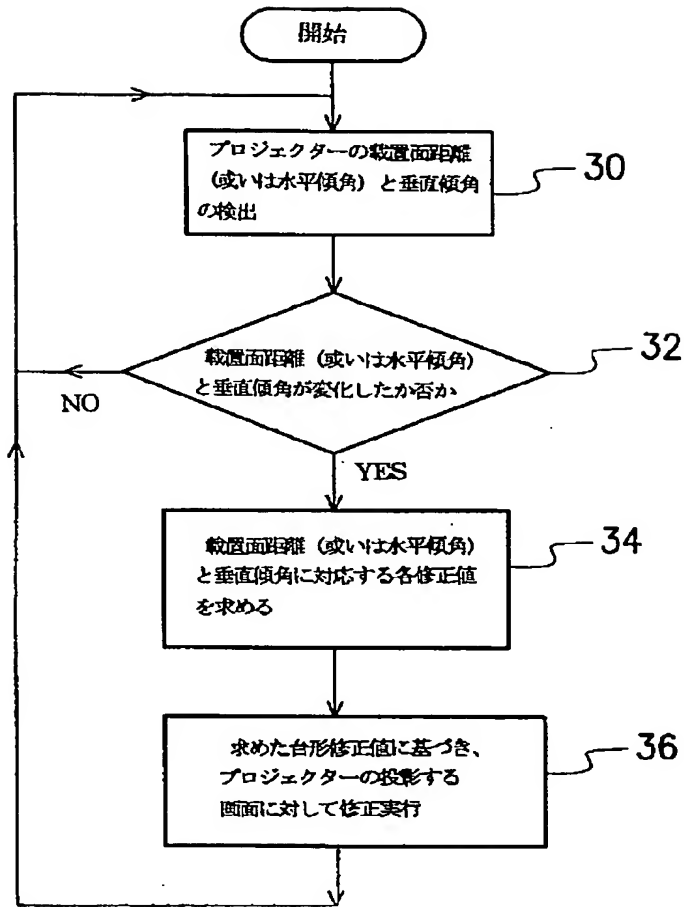 開始
プロジェクターの載置面距離
(或いは水平傾角) と垂直傾角
の検出
30
載置面距離 (或いは水平傾角)
と垂直傾角が変化したか否か
32
NO
YES
載置面距離 (或いは水平傾角)
と垂直傾角に対応する各修正値
を求める
34
求めた台形修正値に基づき、
プロジェクターの投影する
画面に対して修正実行
36